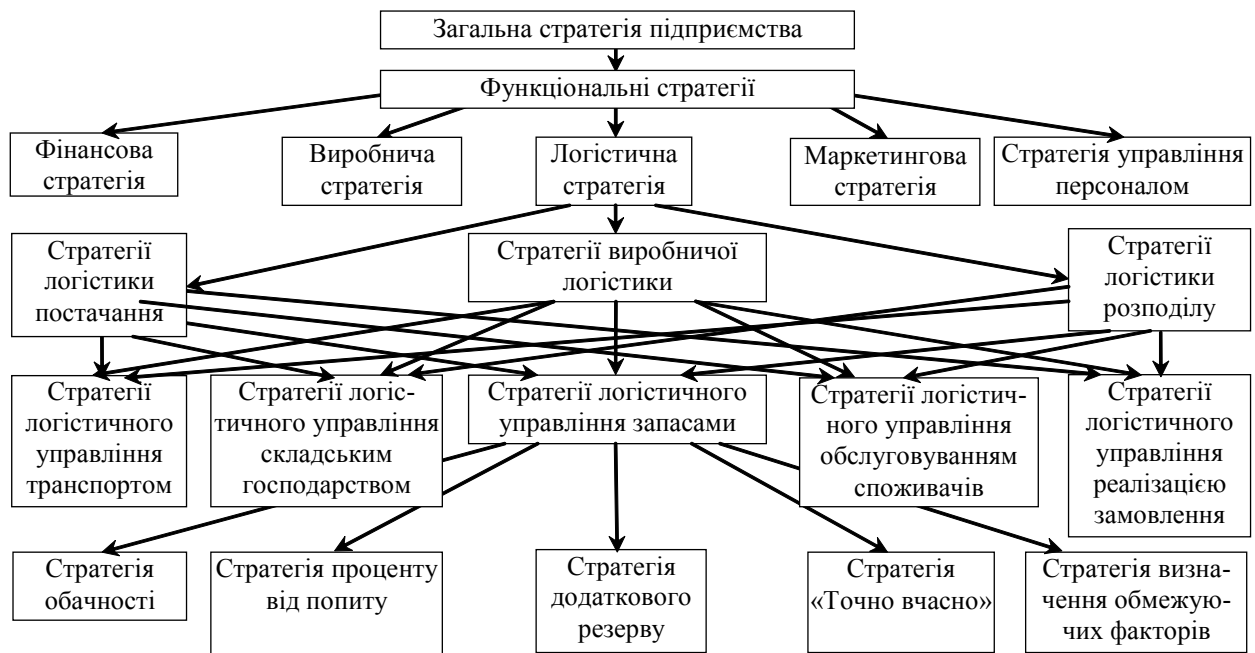 Загальна стратегія підприємства
Функціональні стратегії
Фінансова
стратегія
Виробнича
стратегія
Логістична
стратегія
Маркетингова
стратегія
Стратегія управління
персоналом
Стратегії
логістики
постачання
Стратегії виробничої
логістики
Стратегії
логістики
розподілу
Стратегії
логістичного
управління
транспортом
Стратегії логіс-
тичного управління
складським
господарством
Стратегії логістичного
управління запасами
Стратегії логістич-
ного управління
обслуговуванням
споживачів
Стратегії
логістичного
управління
реалізацією
замовлення
Стратегія
обачності
Стратегія проценту
від попиту
Стратегія
додаткового
резерву
Стратегія
«Точно вчасно»
Стратегія визна-
чення обмежую-
чих факторів